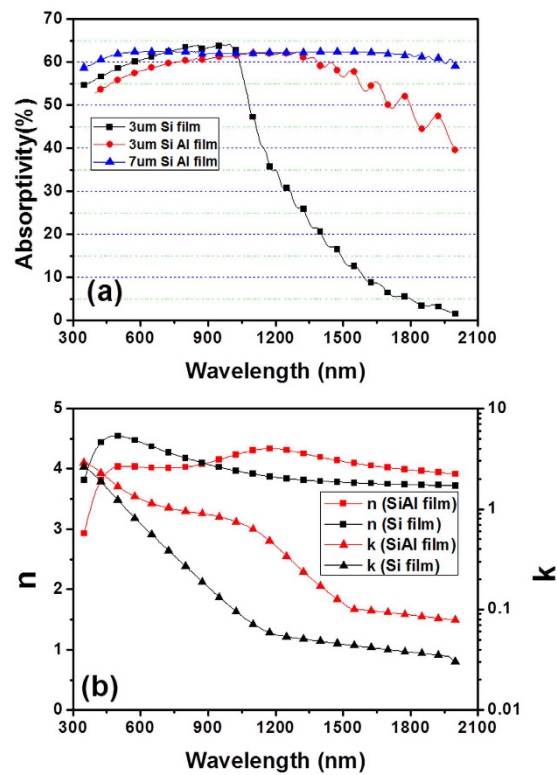 70
60
50
40
30
20
10
0
Absorptivity(%)
3um Si film
3um Si Al film
7um Si Al film
(a)
300 600 900 1200 1500 1800 2100
Wavelength (nm)
5
4
3
2
1
0
n
10
1
0.1
0.01
k
n (SiAl film)
n (Si film)
k (SiAl film)
k (Si film)
(b)
300 600 900 1200 1500 1800 2100
Wavelength (nm)